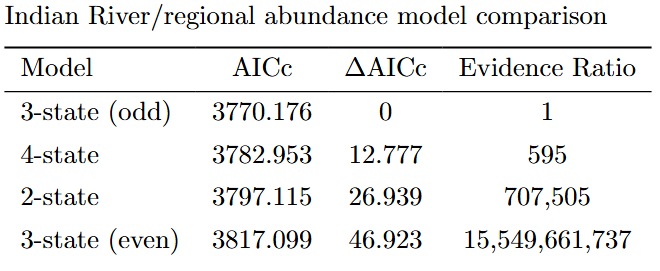 Indian River/regional abundance model comparison
Model AICc ΔAICc Evidence Ratio
3-state (odd) 3770.176 0 1
4-state 3782.953 12.777 595
2-state 3797.115 26.939 707,505
3-state (even) 3817.099 46.923 15,549,661,737